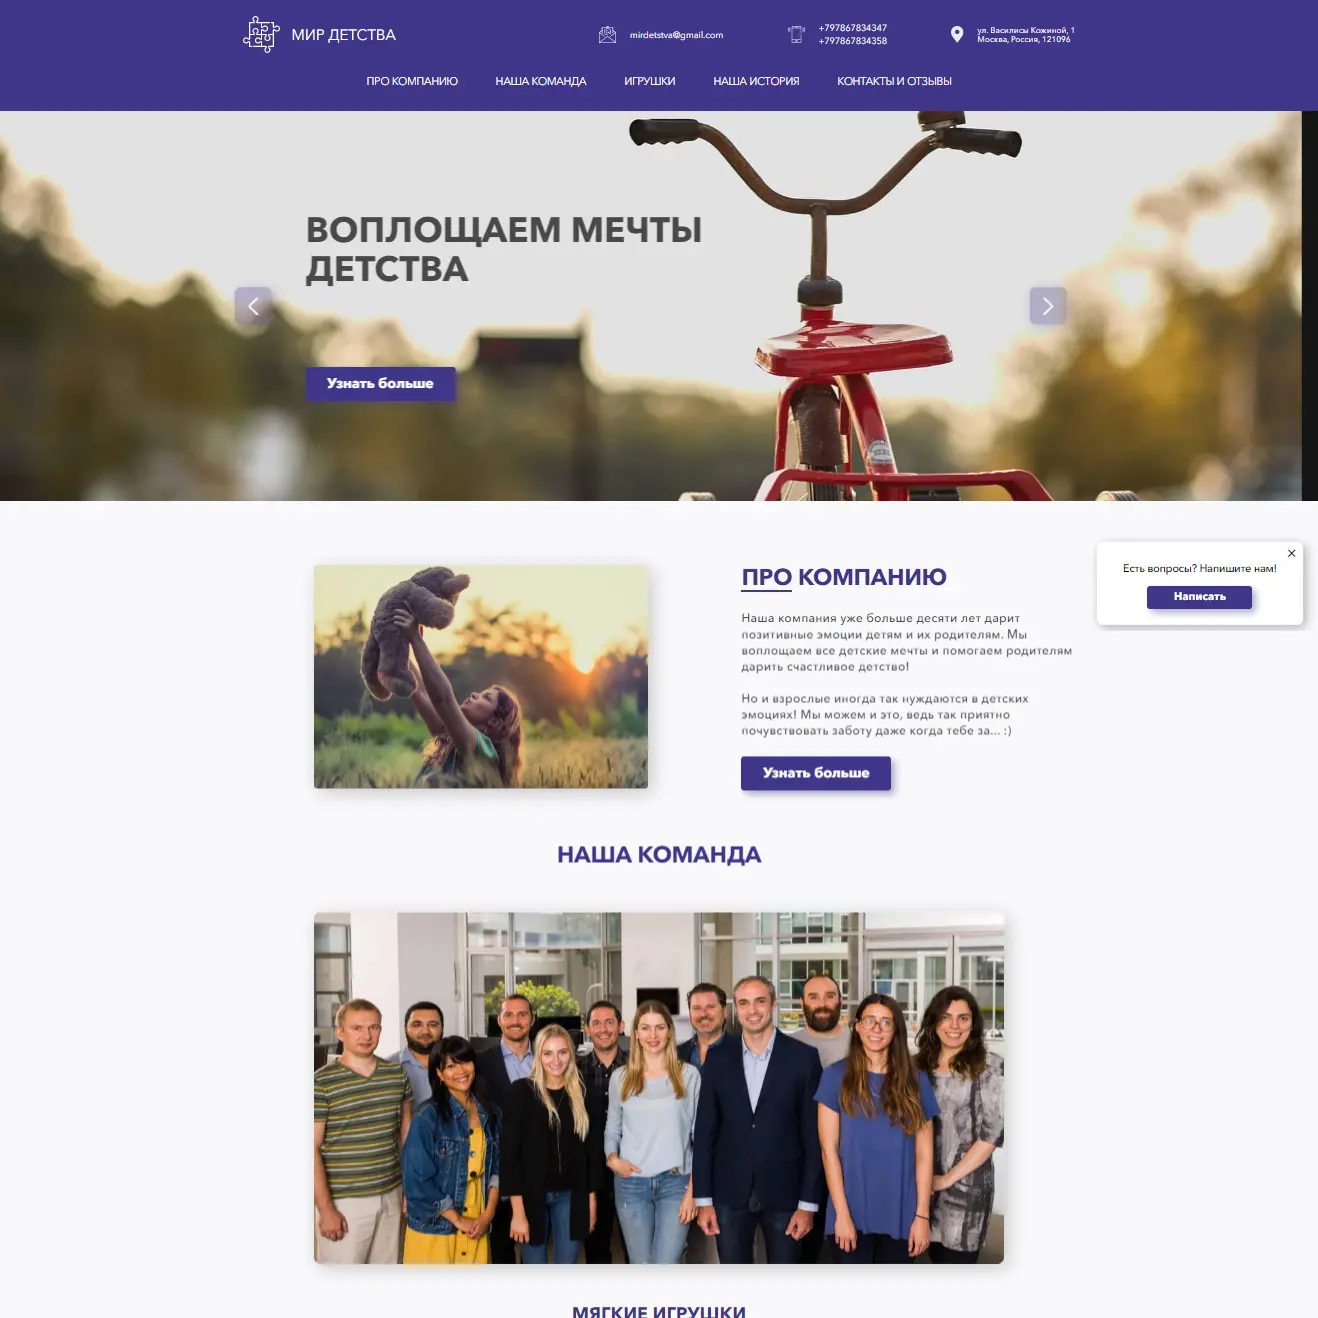 МИР ДЕТСТВА
mirdetstva@gmail.com
+797867834347
+797867834358
ул. Василисы Кожиной, 1
Москва, Россия, 121096
ПРО КОМПАНИЮ
НАША КОМАНДА
ИГРУШКИ
НАША ИСТОРИЯ
КОНТАКТЫ И ОТЗЫВЫ
ВОПЛОЩАЕМ МЕЧТЫ
ДЕТСТВА
Узнать больше
ПРО КОМПАНИЮ
Наша компания уже больше десяти лет дарит
позитивные эмоции детям и их родителям. Мы
воплощаем все детские мечты и помогаем родителям
дарить счастливое детство!
Но и взрослые иногда так нуждаются в детских
эмоциях! Мы можем и это, ведь так приятно
почувствовать заботу даже когда тебе за... :)
Узнать больше
Есть вопросы? Напишите нам!
Написать
НАША КОМАНДА
МЯГКИЕ ИГРУШКИ